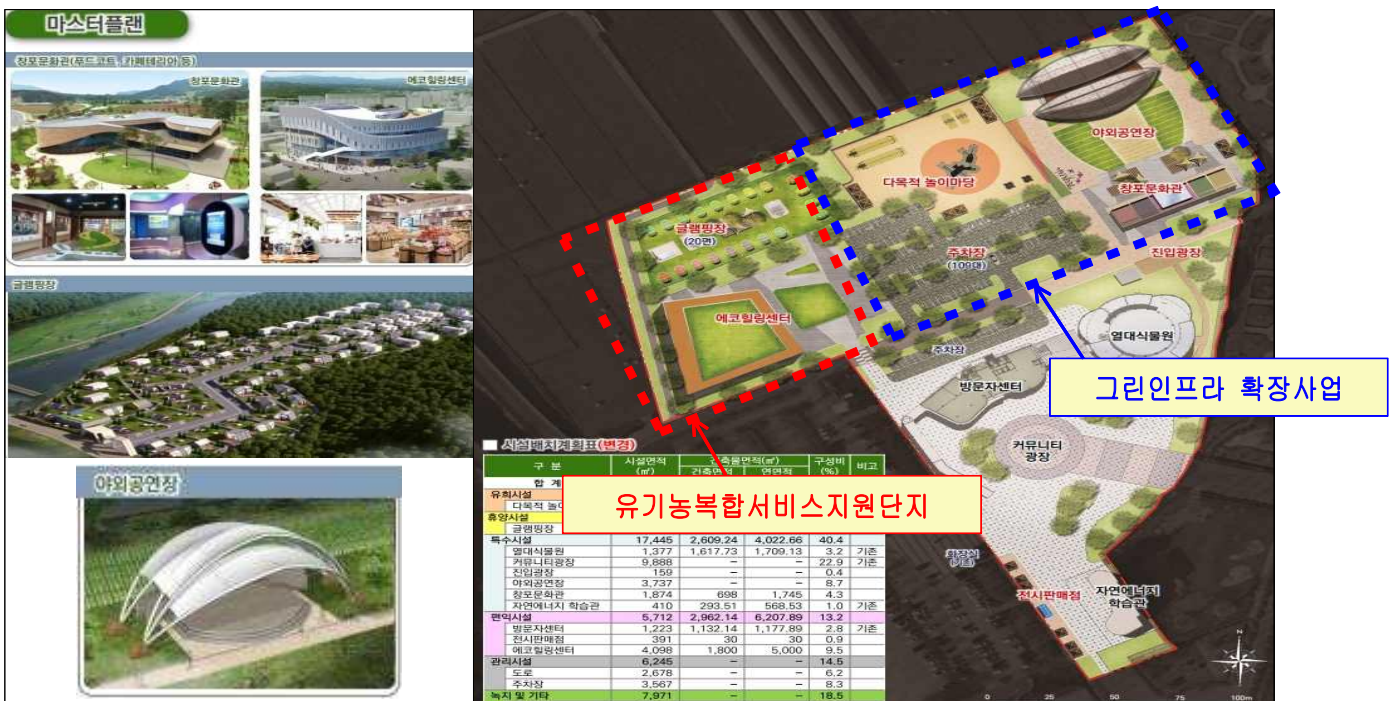 마스터플랜
창포문화관(푸드코트, 카페테리아 등)
창포문화관
에코힐링센터
글램핑장
야외공연장
야외공연장
다목적 놀이마당
창포문화관
글램핑장
(20면)
주차장
(109대)
진입광장
에코힐링센터
열대식물원
주차장
방문자센터
그린인프라 확장사업
커뮤니티
광장
유기농복합서비스지원단지
전시판매점
자연에너지
학습관
■ 시설배치계획표(변경)
구 분 시설면적 (㎡) 건축물면적(㎡) 건축면적 연면적 구성비 (%) 비고
합 계
유희시설
다목적 놀이
휴양시설
글램핑장
특수시설 17,445 2,609.24 4,022.66 40.4
열대식물원 1,377 1,617.73 1,709.13 3.2 기존
커뮤니티광장 9,888 – – 22.9 기존
진입광장 159 – – 0.4
야외공연장 3,737 – – 8.7
창포문화관 1,874 698 1,745 4.3
자연에너지 학습관 410 293.51 568.53 1.0 기존
편익시설 5,712 2,962.14 6,207.89 13.2
방문자센터 1,223 1,132.14 1,177.89 2.8 기존
전시판매점 391 30 30 0.9
에코힐링센터 4,098 1,800 5,000 9.5
관리시설 6,245 – – 14.5
도로 2,678 – – 6.2
주차장 3,567 – – 8.3
녹지 및 기타 7,971 – – 18.5
N
0 25 50 75 100m